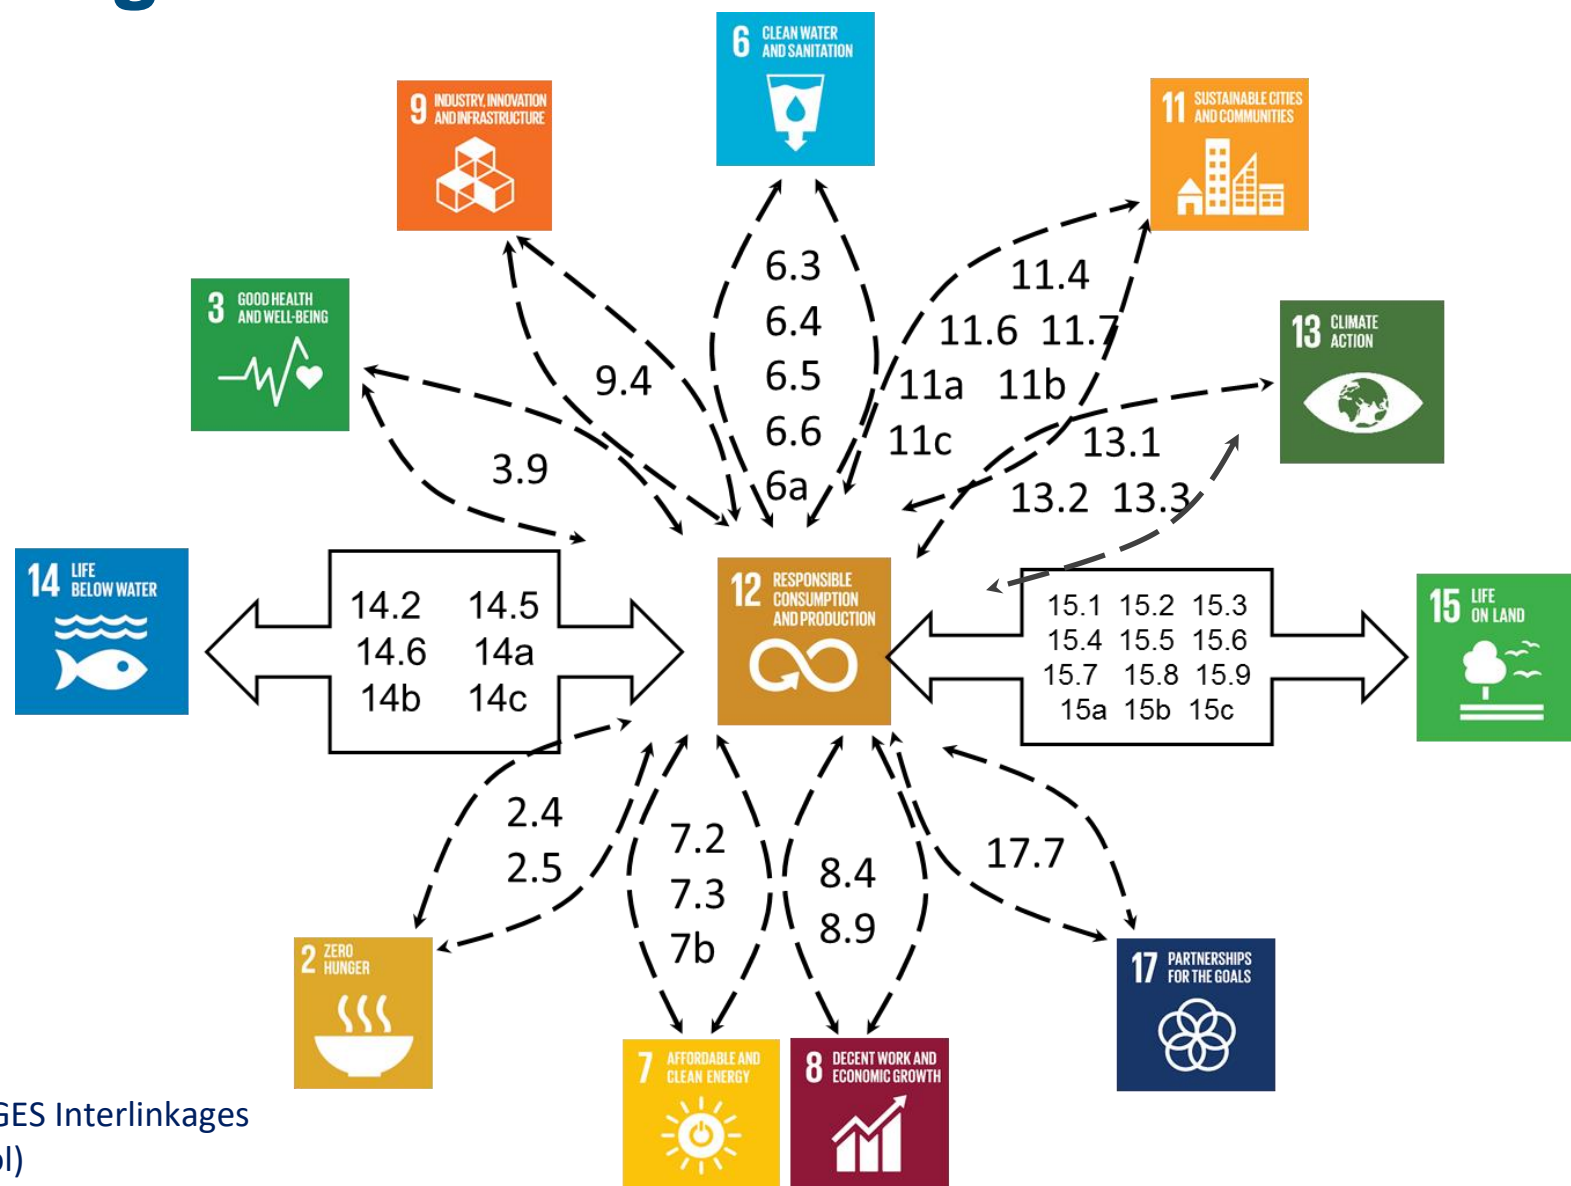 g
6 CLEAN WATER
AND SANITATION
9 INDUSTRY, INNOVATION
AND INFRASTRUCTURE
11 SUSTAINABLE CITIES
AND COMMUNITIES
3 GOOD HEALTH
AND WELL-BEING
13 CLIMATE
ACTION
6.3
6.4
6.5
6.6
6a
11.4
11.6 11.7
11a 11b
11c
9.4
3.9
13.1
13.2 13.3
14 LIFE
BELOW WATER
14.2 14.5
14.6 14a
14b 14c
12 RESPONSIBLE
CONSUMPTION
AND PRODUCTION
15.1 15.2 15.3
15.4 15.5 15.6
15.7 15.8 15.9
15a 15b 15c
15 LIFE
ON LAND
2.4
2.5
7.2
7.3
7b
8.4
8.9
17.7
2 ZERO
HUNGER
7 AFFORDABLE AND
CLEAN ENERGY
8 DECENT WORK AND
ECONOMIC GROWTH
17 PARTNERSHIPS
FOR THE GOALS
GES Interlinkages
ol)